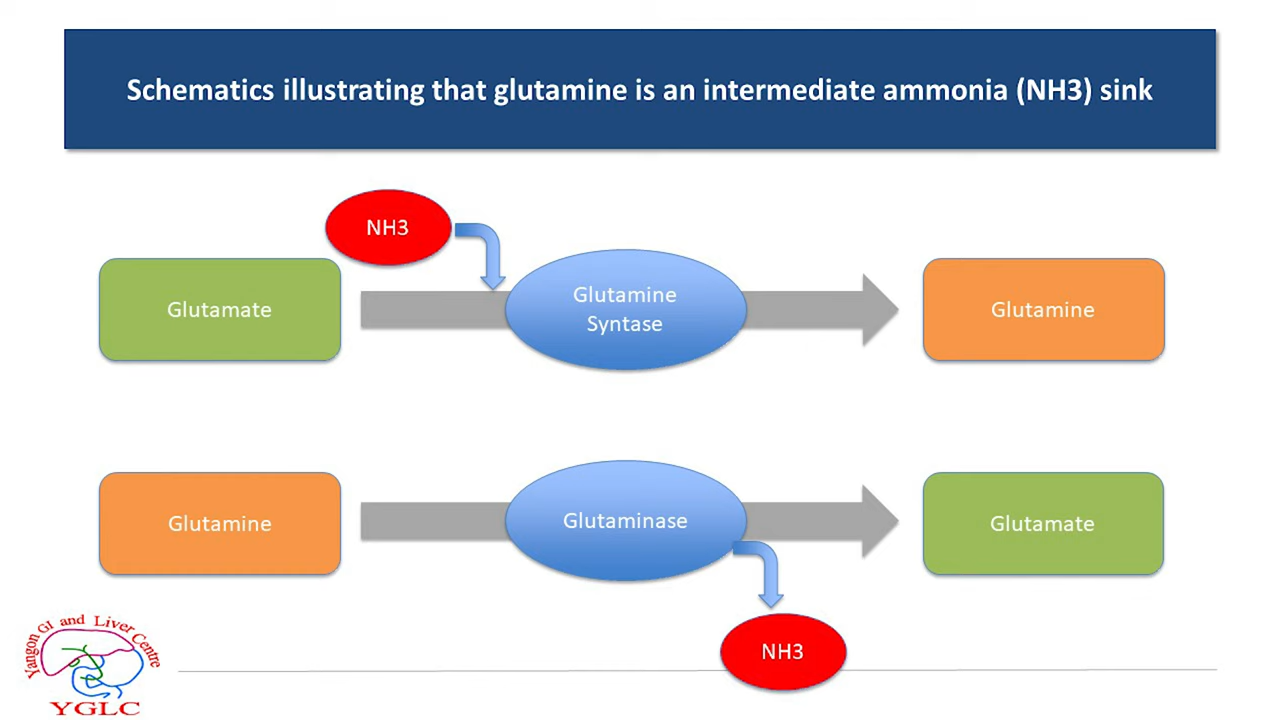 Schematics illustrating that glutamine is an intermediate ammonia (NH3) sink
NH3
Glutamate
Glutamine
Syntase
Glutamine
Glutamine
Glutaminase
Glutamate
NH3
Yangon GI and Liver Centre
YGLC